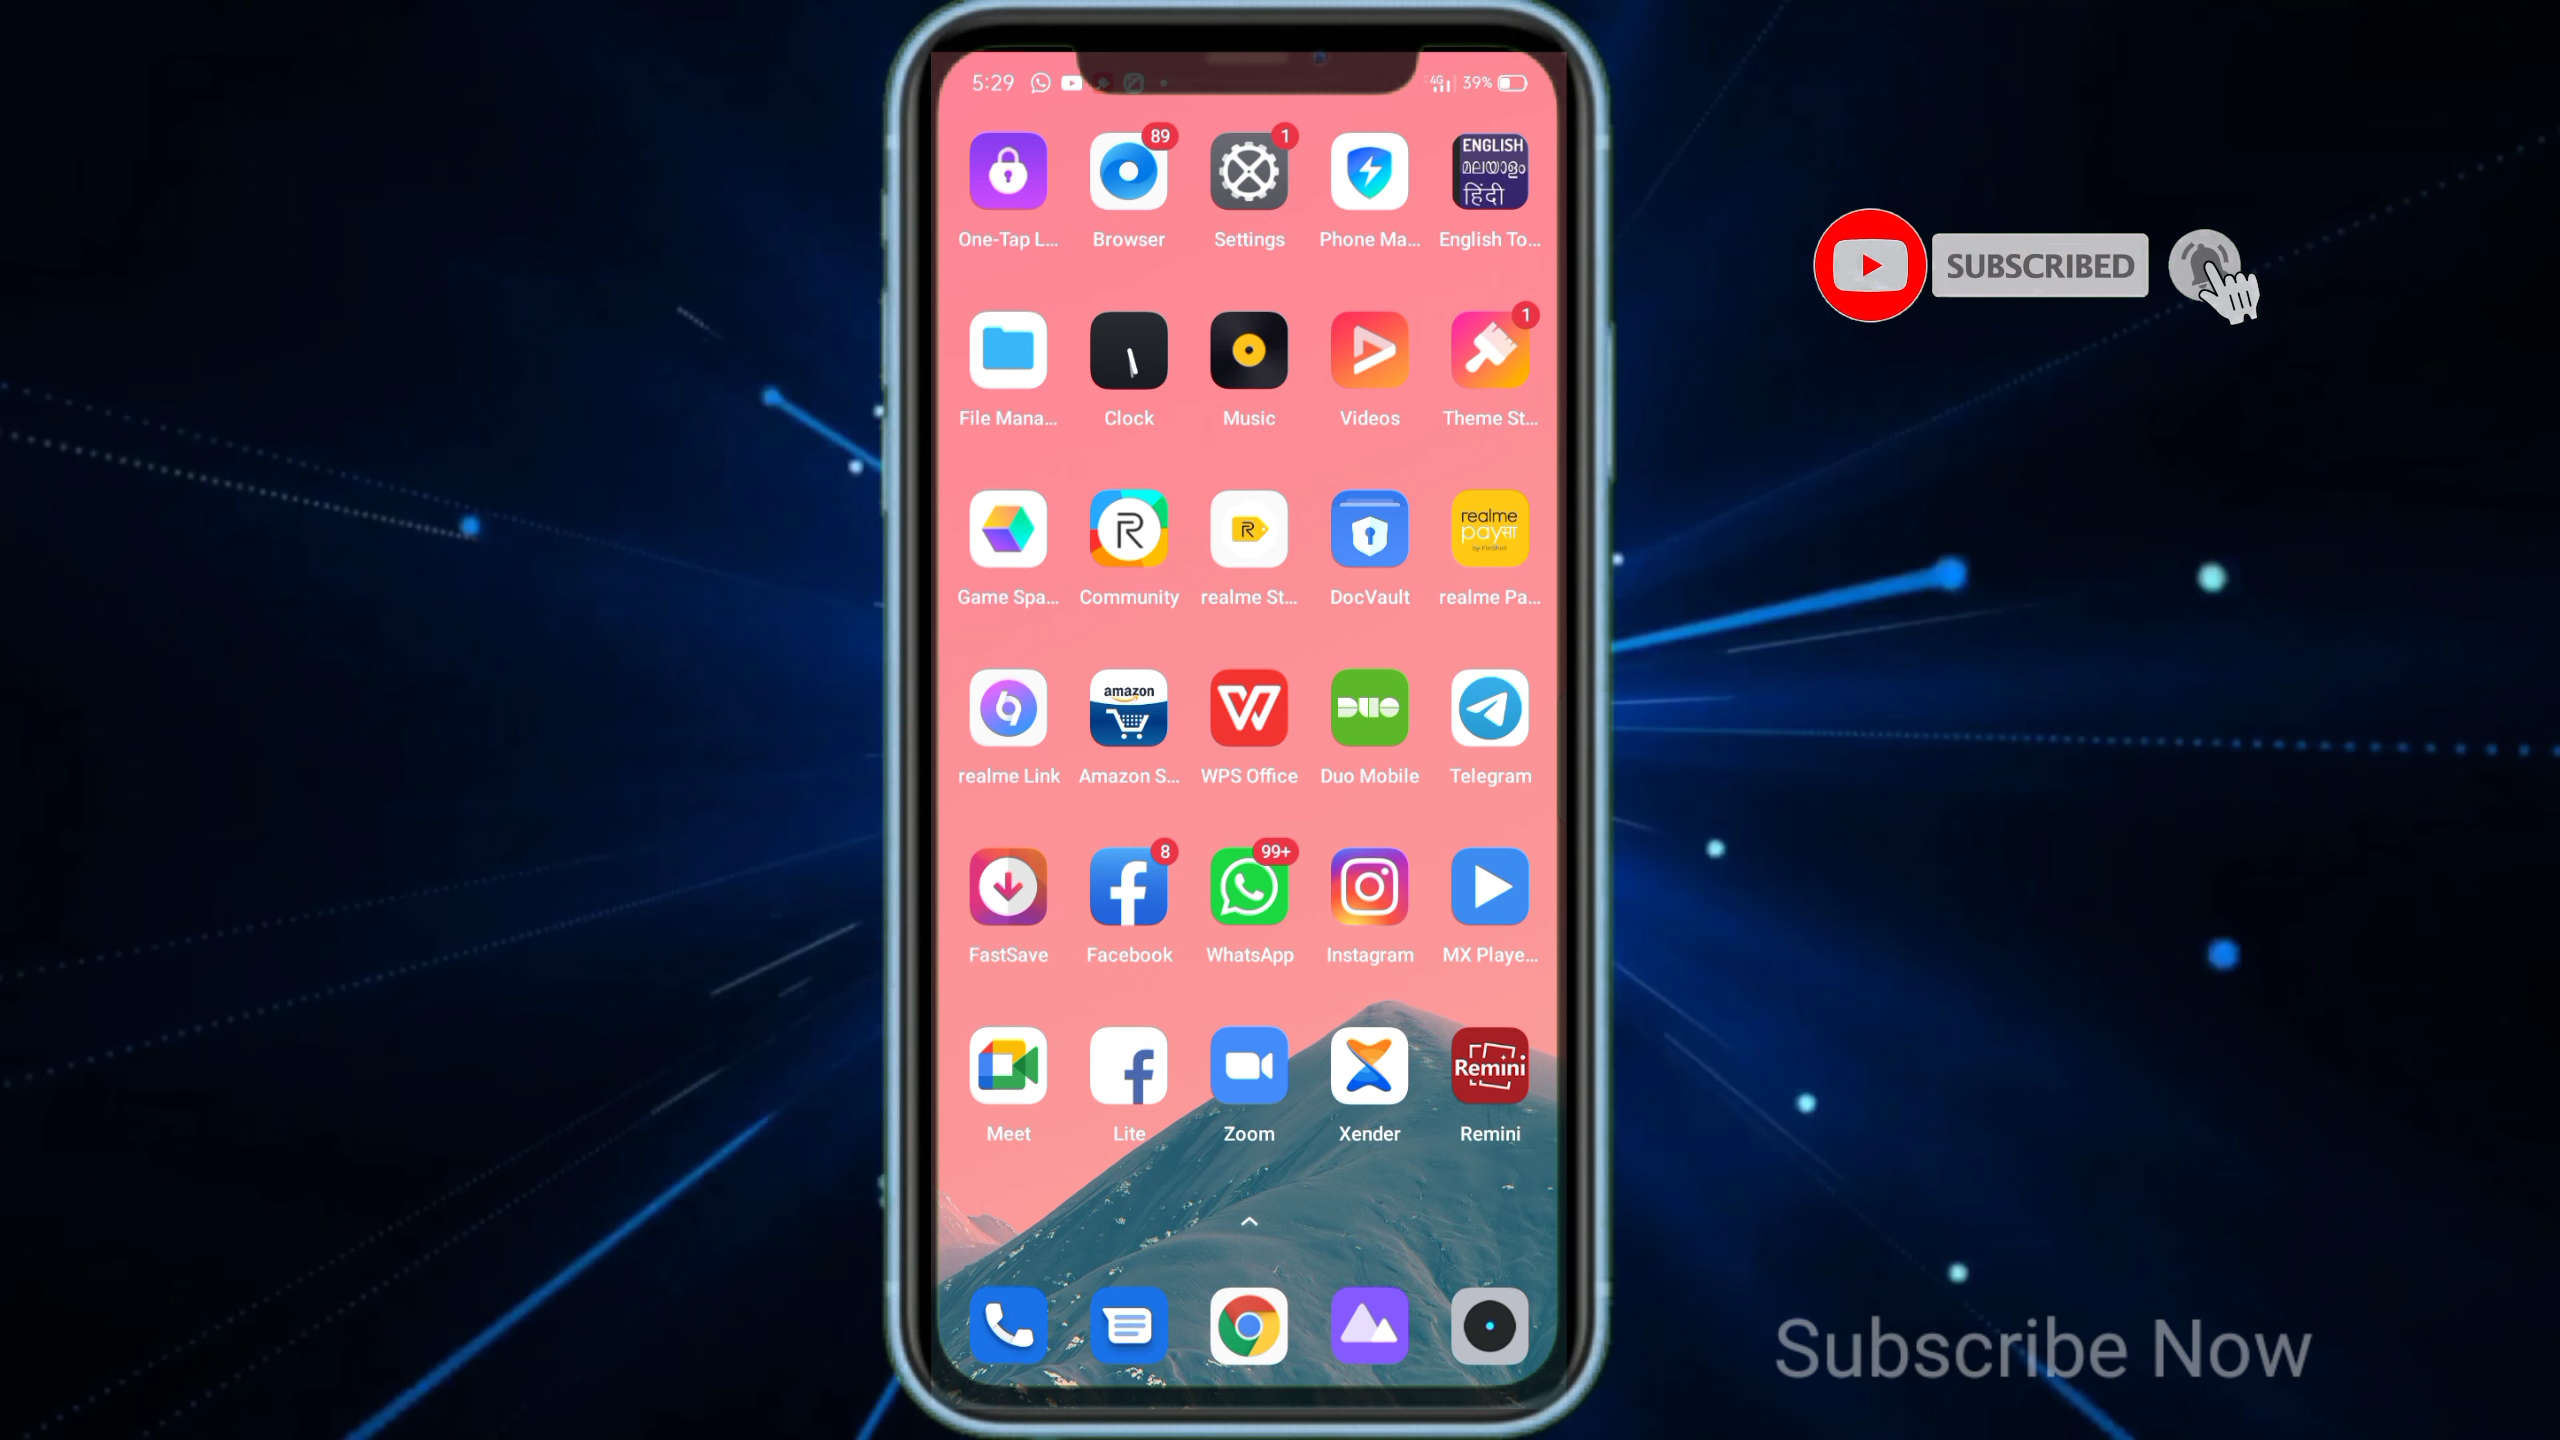 5:29
4G 39%
89
1
ENGLISH
മലയാളം
हिंदी
One-Tap L...
Browser
Settings
Phone Ma...
English To...
1
File Mana...
Clock
Music
Videos
Theme St...
R
R
realme
payसा
by FinShell
Game Spa...
Community
realme St...
DocVault
realme Pa...
amazon
W
DUO
realme Link
Amazon S...
WPS Office
Duo Mobile
Telegram
8
99+
FastSave
Facebook
WhatsApp
Instagram
MX Playe...
Remini
Meet
Lite
Zoom
Xender
Remini
SUBSCRIBED
Subscribe Now